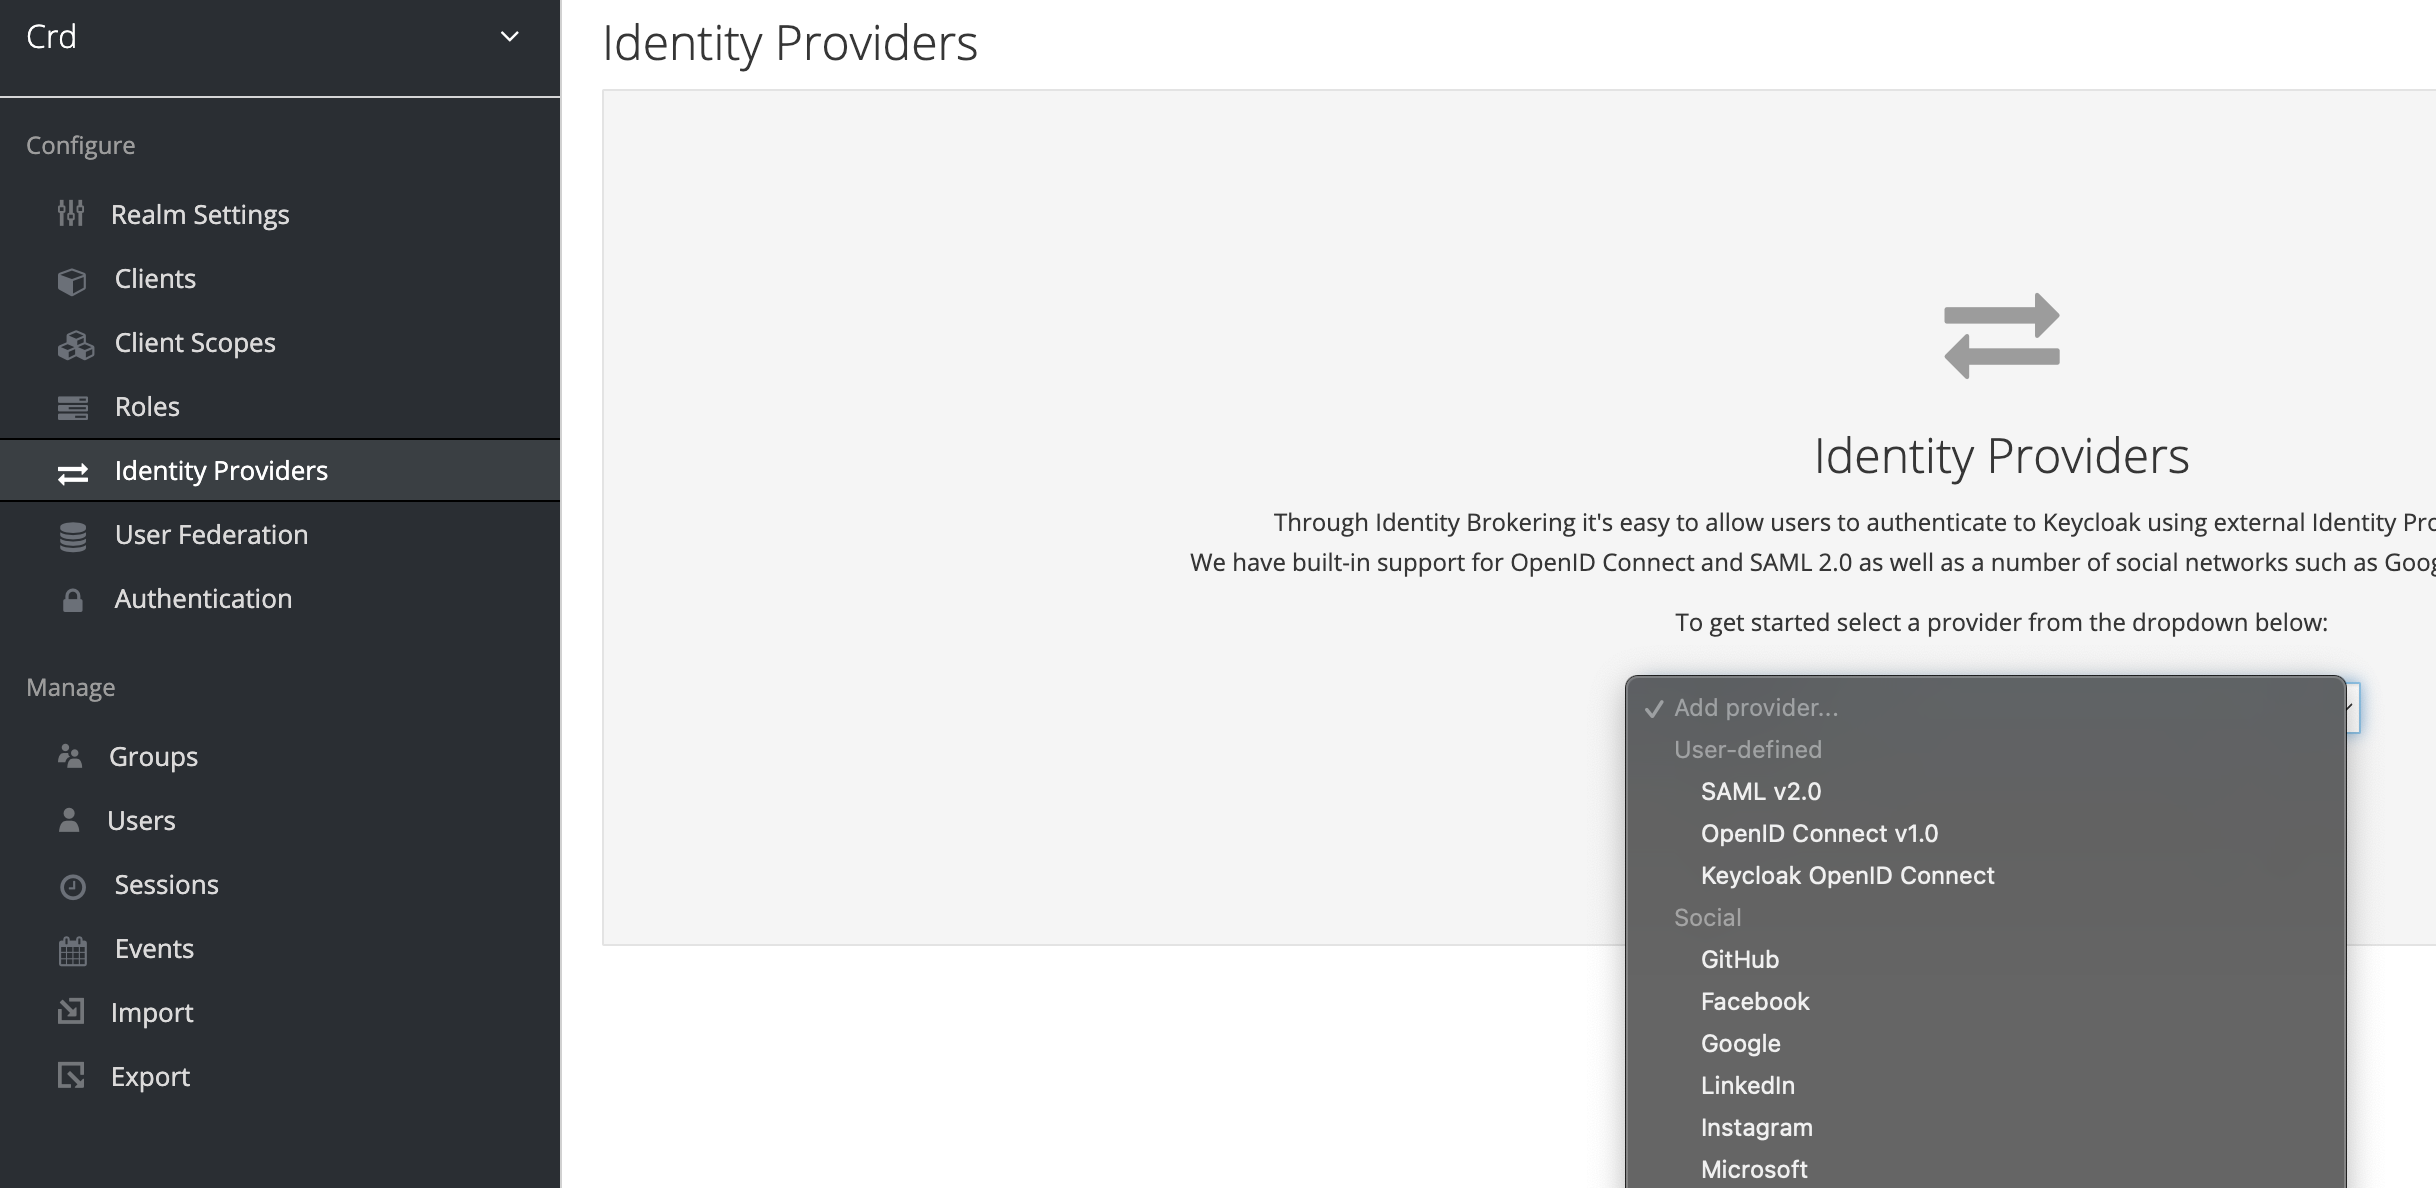 Crd
Configure
Realm Settings
Clients
Client Scopes
Roles
Identity Providers
User Federation
Authentication
Manage
Groups
Users
Sessions
Events
Import
Export
Identity Providers
Identity Providers
Through Identity Brokering it's easy to allow users to authenticate to Keycloak using external Identity
We have built-in support for OpenID Connect and SAML 2.0 as well as a number of social networks such as
To get started select a provider from the dropdown below:
Add provider...
User-defined
SAML v2.0
OpenID Connect v1.0
Keycloak OpenID Connect
Social
GitHub
Facebook
Google
LinkedIn
Instagram
Microsoft